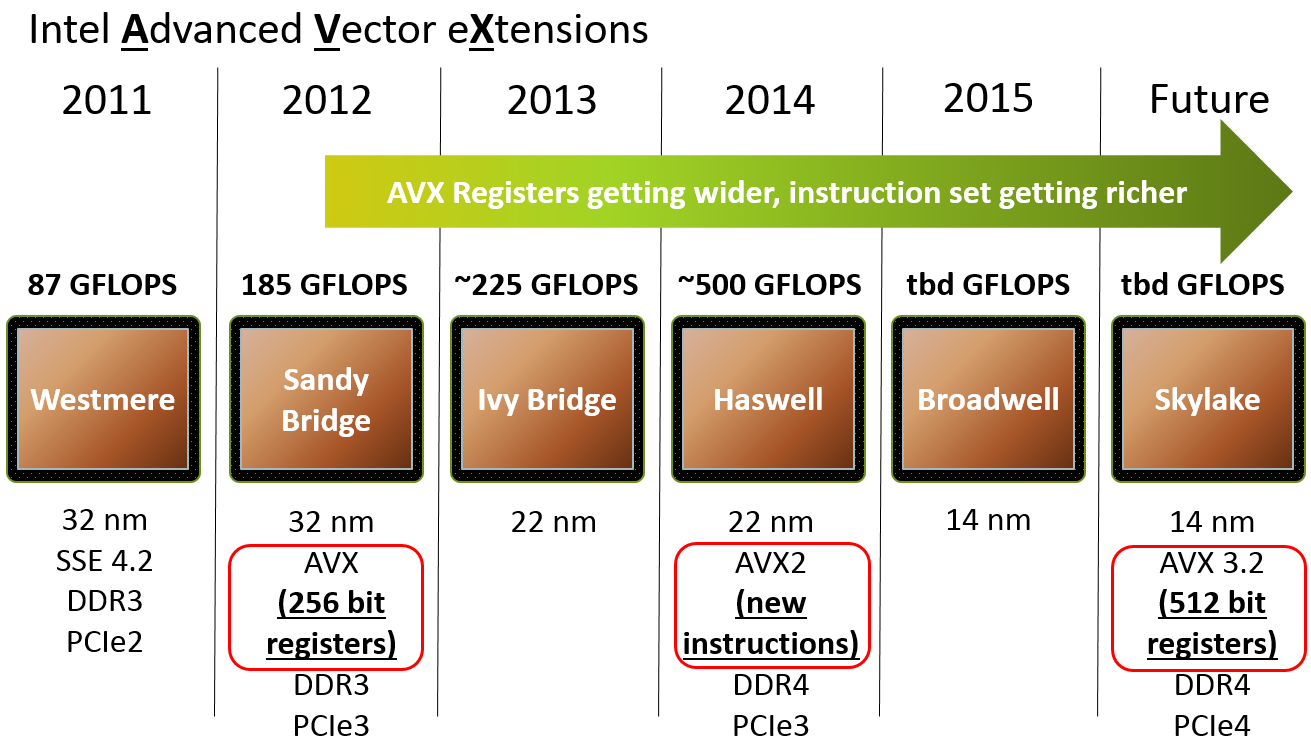 Intel Advanced Vector eXtensions
2011
2012
2013
2014
2015
Future
AVX Registers getting wider, instruction set getting richer
87 GFLOPS
185 GFLOPS
~225 GFLOPS
~500 GFLOPS
tbd GFLOPS
tbd GFLOPS
Westmere
Sandy
Bridge
Ivy Bridge
Haswell
Broadwell
Skylake
32 nm
SSE 4.2
DDR3
PCIe2
32 nm
AVX
(256 bit
registers)
DDR3
PCIe3
22 nm
22 nm
AVX2
(new
instructions)
DDR4
PCIe3
14 nm
14 nm
AVX 3.2
(512 bit
registers)
DDR4
PCIe4